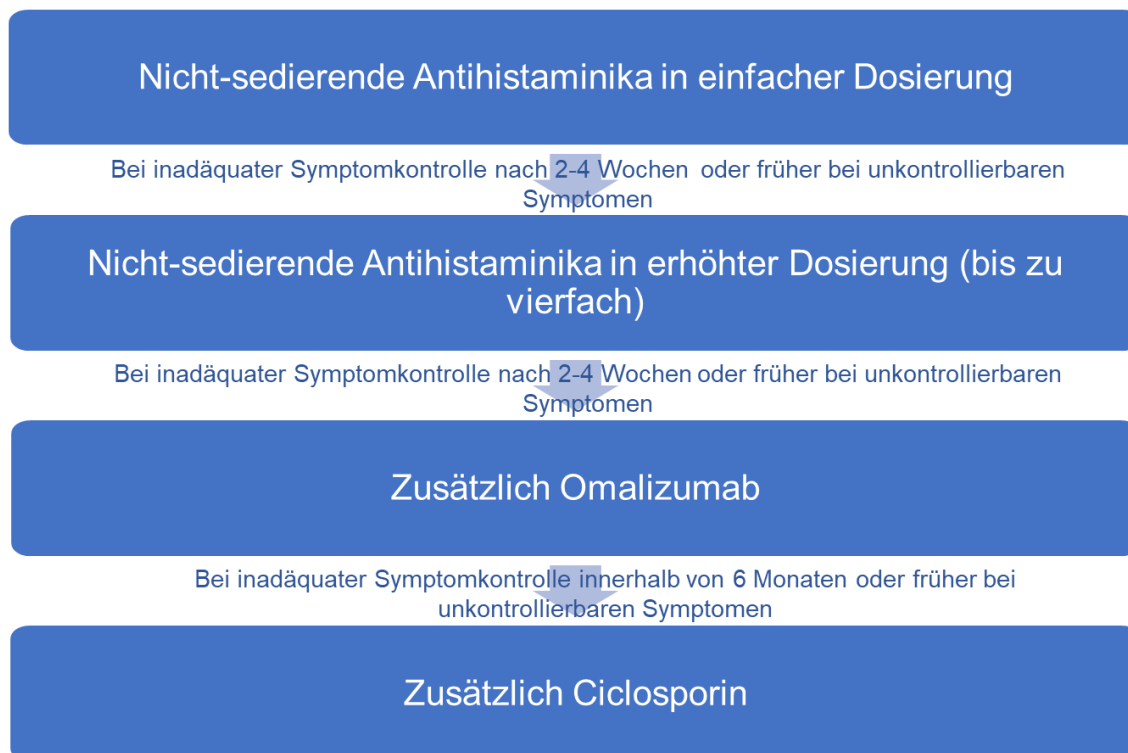 Nicht-sedierende Antihistaminika in einfacher Dosierung
Bei inadäquater Symptomkontrolle nach 2-4 Wochen oder früher bei unkontrollierbaren
Symptomen
Nicht-sedierende Antihistaminika in erhöhter Dosierung (bis zu
vierfach)
Bei inadäquater Symptomkontrolle nach 2-4 Wochen oder früher bei unkontrollierbaren
Symptomen
Zusätzlich Omalizumab
Bei inadäquater Symptomkontrolle innerhalb von 6 Monaten oder früher bei
unkontrollierbaren Symptomen
Zusätzlich Ciclosporin